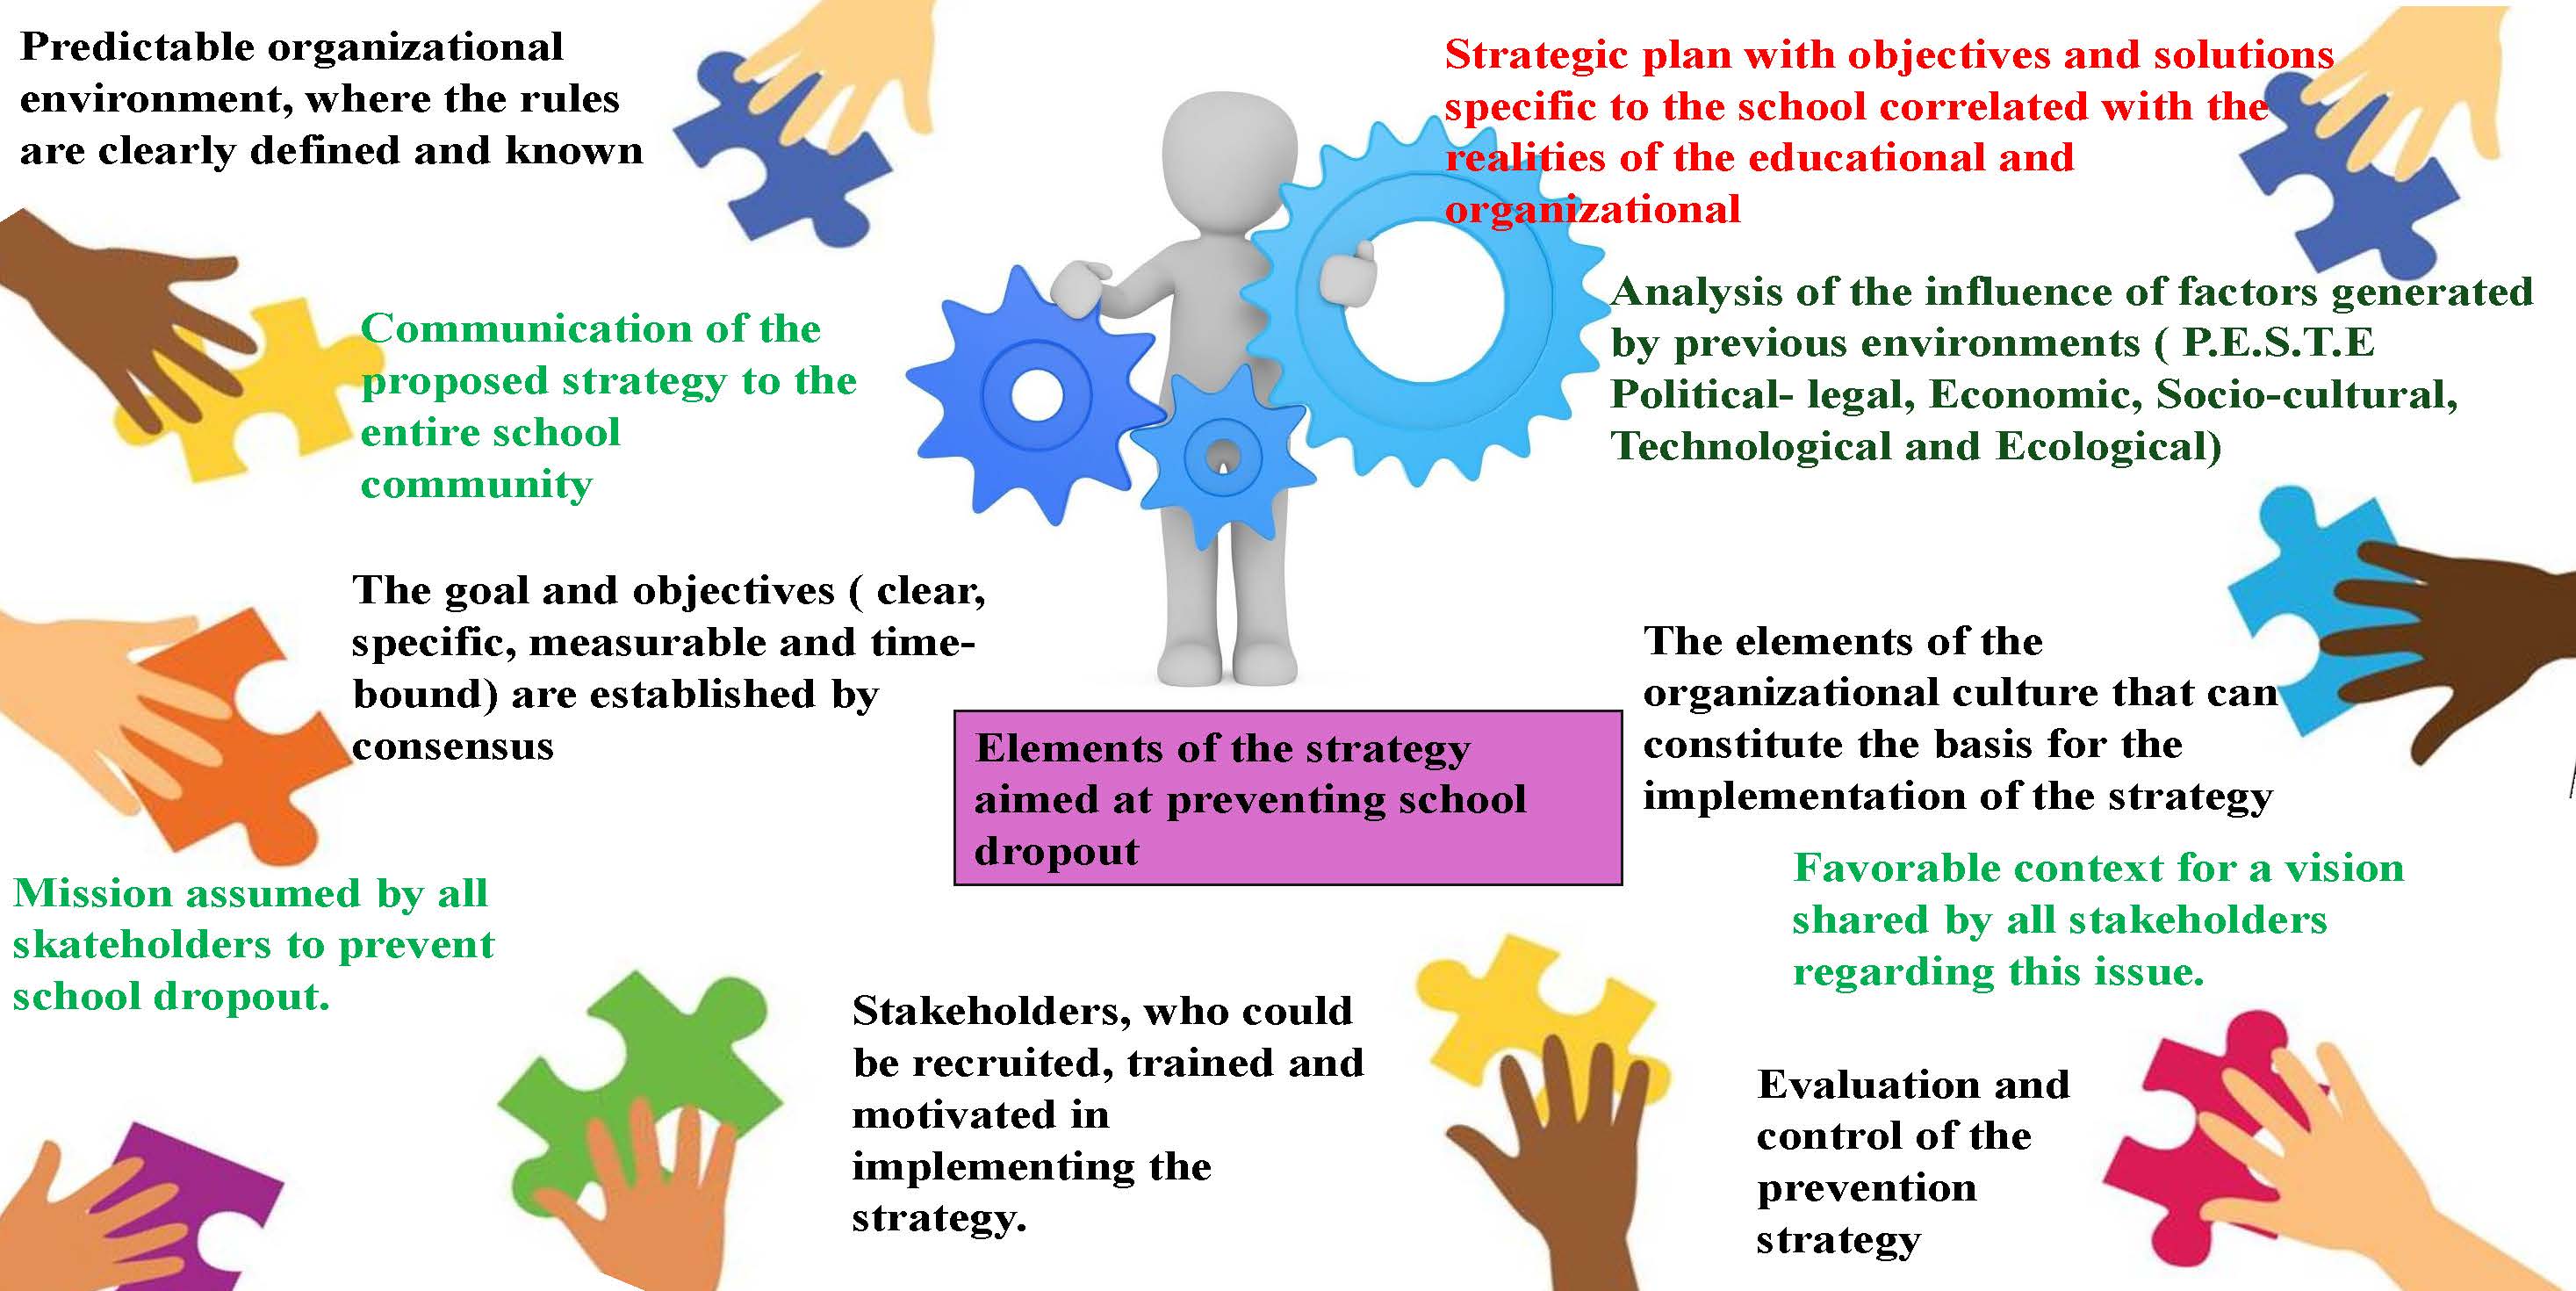 Predictable organizational
environment, where the rules
are clearly defined and known
Strategic plan with objectives and solutions
specific to the school correlated with the
realities of the educational and
organizational
Communication of the
proposed strategy to the
entire school
community
Analysis of the influence of factors generated
by previous environments ( P.E.S.T.E
Political- legal, Economic, Socio-cultural,
Technological and Ecological)
The goal and objectives ( clear,
specific, measurable and time-
bound) are established by
consensus
The elements of the
organizational culture that can
constitute the basis for the
implementation of the strategy
Elements of the strategy
aimed at preventing school
dropout
Mission assumed by all
skateholders to prevent
school dropout.
Favorable context for a vision
shared by all stakeholders
regarding this issue.
Stakeholders, who could
be recruited, trained and
motivated in
implementing the
strategy.
Evaluation and
control of the
prevention
strategy